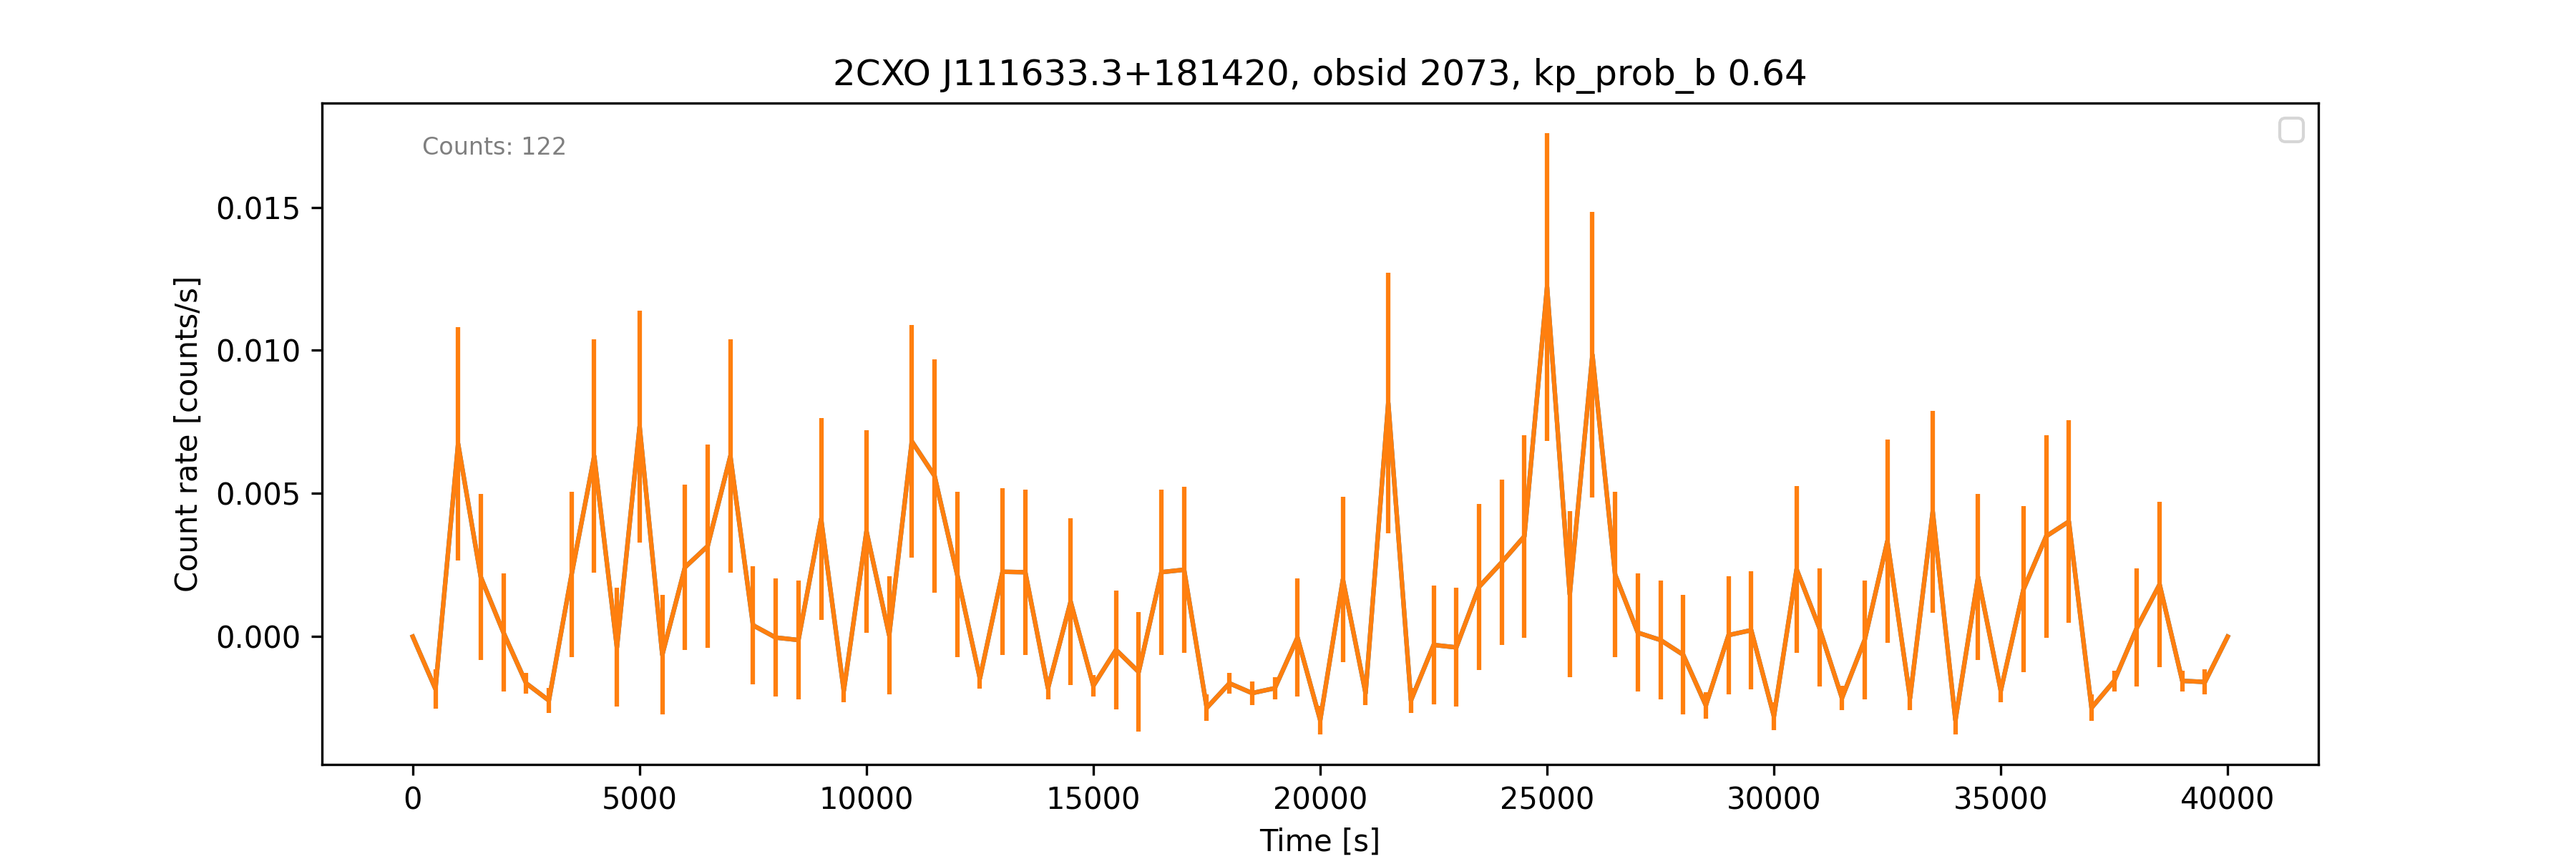 2CXO J111633.3+181420, obsid 2073, kp_prob_b 0.64
Counts: 122
Count rate [counts/s]
0.015
0.010
0.005
0.000
0 5000 10000 15000 20000 25000 30000 35000 40000
Time [s]